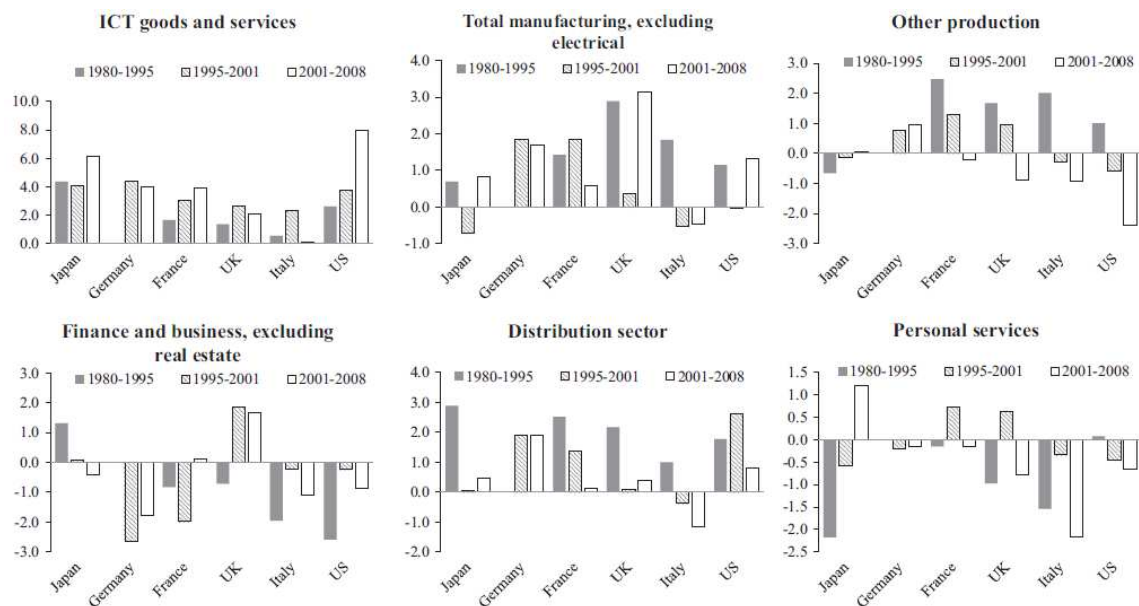 ICT goods and services
1980-1995 1995-2001 2001-2008
10.0
8.0
6.0
4.0
2.0
0.0
Japan
Germany
France
UK
Italy
US
Total manufacturing, excluding
electrical
4.0
1980-1995 1995-2001 2001-2008
3.0
2.0
1.0
0.0
-1.0
Japan
Germany
France
UK
Italy
US
Other production
3.0
1980-1995 1995-2001 2001-2008
2.0
1.0
0.0
-1.0
-2.0
-3.0
Japan
Germany
France
UK
Italy
US
Finance and business, excluding
real estate
3.0
1980-1995 1995-2001 2001-2008
2.0
1.0
0.0
-1.0
-2.0
-3.0
Japan
Germany
France
UK
Italy
US
Distribution sector
4.0
1980-1995 1995-2001 2001-2008
3.0
2.0
1.0
0.0
-1.0
-2.0
Japan
Germany
France
UK
Italy
US
Personal services
1.5
1980-1995 1995-2001 2001-2008
1.0
0.5
0.0
-0.5
-1.0
-1.5
-2.0
-2.5
Japan
Germany
France
UK
Italy
US